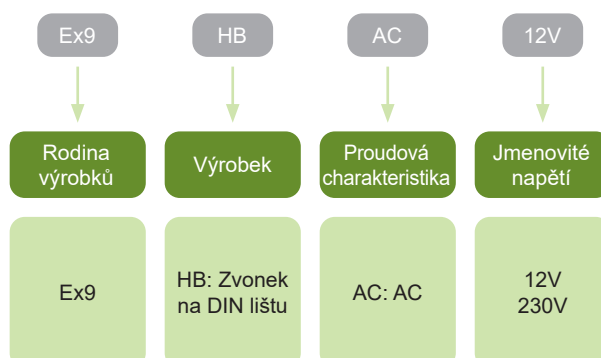 Ex9
HB
AC
12V
Rodina
výrobků
Výrobek
Proudová
charakteristika
Jmenovité
napětí
Ex9
HB: Zvonek
na DIN lištu
AC: AC
12V
230V